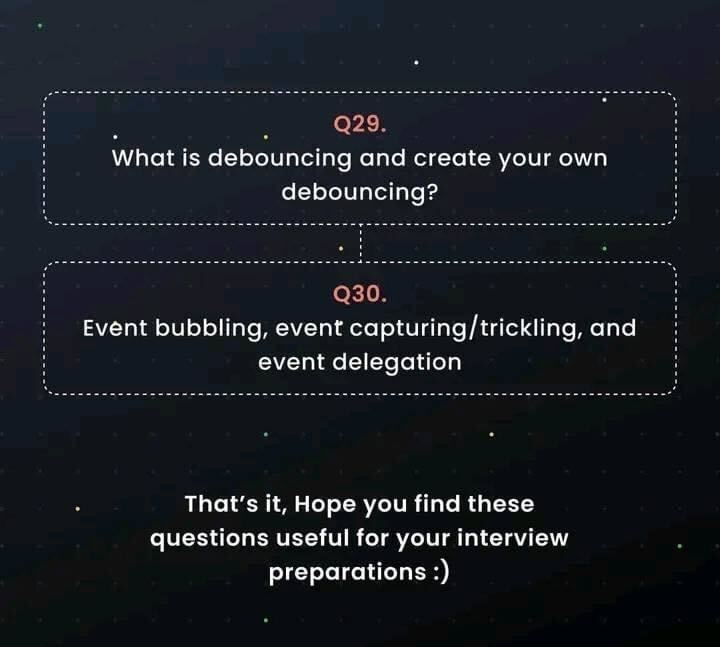 Q29.
What is debouncing and create your own
debouncing?
Q30.
Event bubbling, event capturing/trickling, and
event delegation
That’s it, Hope you find these
questions useful for your interview
preparations :)